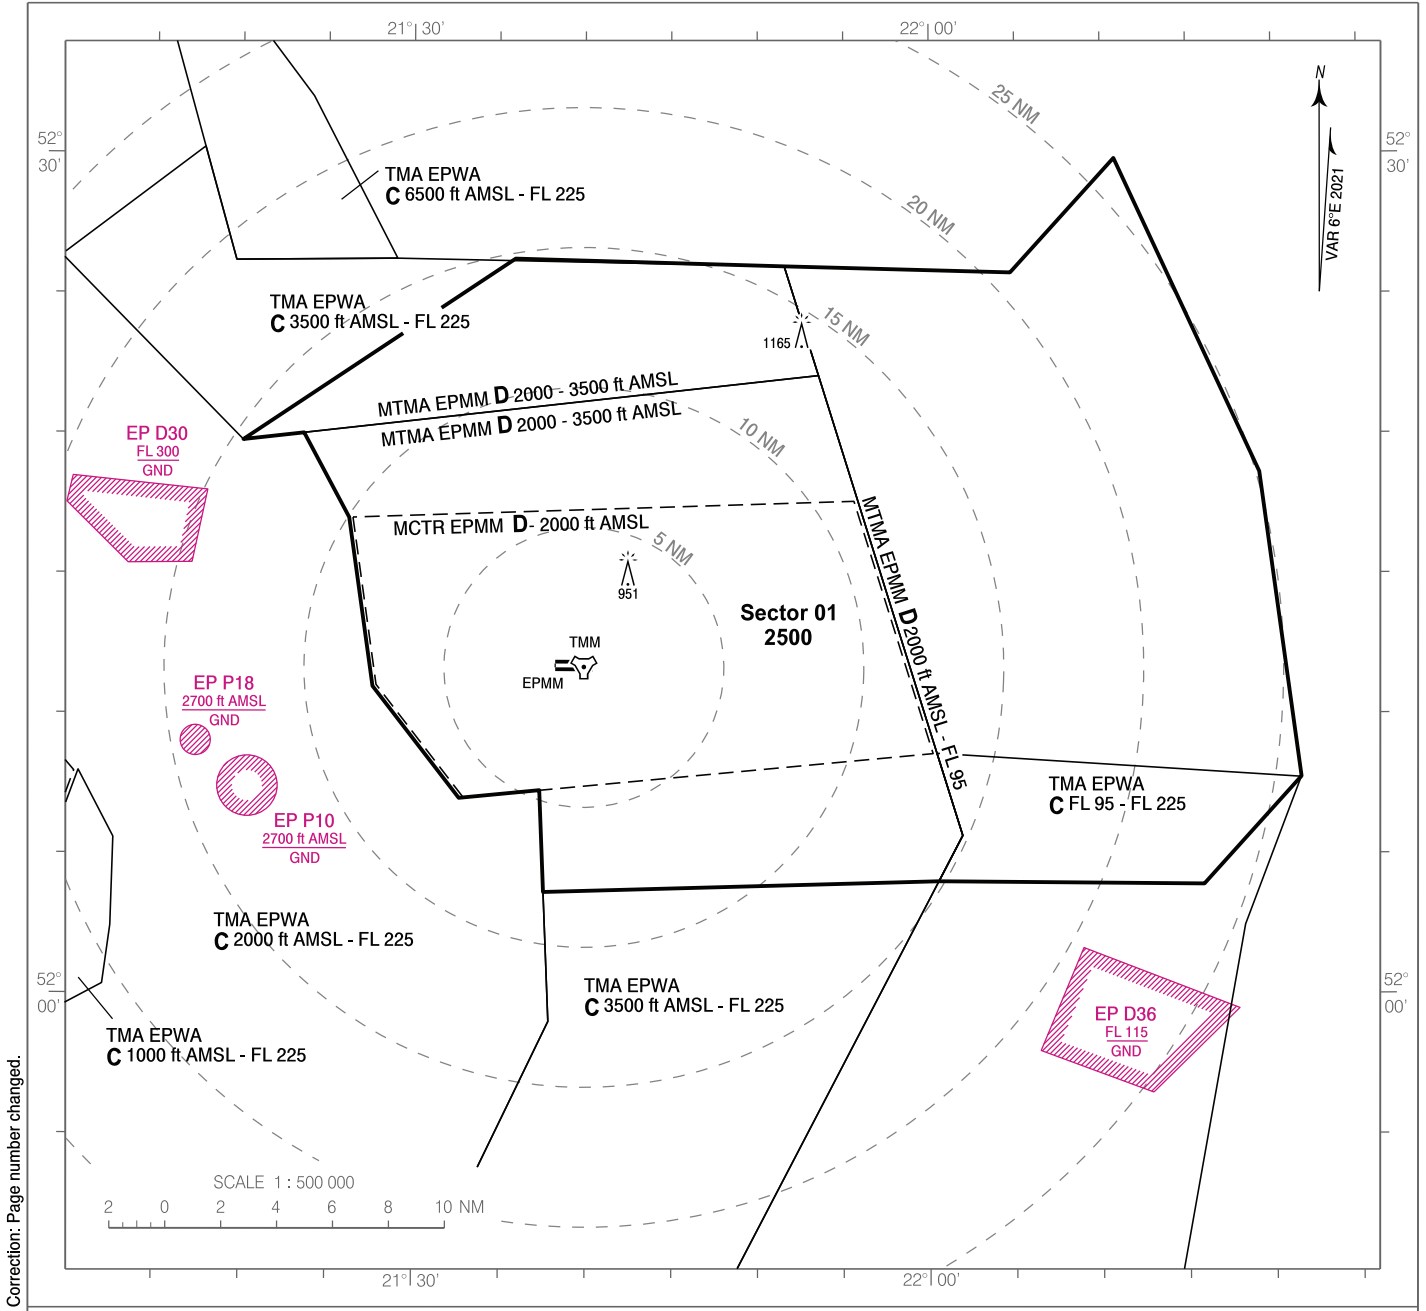 21° 30'
22° 00'
25 NM
N
VAR 6°E 2021
52° 30'
52° 30'
TMA EPWA
C 6500 ft AMSL - FL 225
20 NM
TMA EPWA
C 3500 ft AMSL - FL 225
15 NM
1165
MTMA EPMM D 2000 - 3500 ft AMSL
MTMA EPMM D 2000 - 3500 ft AMSL
10 NM
EP D30
FL 300
GND
MCTR EPMM D - 2000 ft AMSL
5 NM
MTMA EPMM D 2000 ft AMSL - FL 95
951
Sector 01
2500
TMM
EPMM
EP P18
2700 ft AMSL
GND
TMA EPWA
C FL 95 - FL 225
EP P10
2700 ft AMSL
GND
TMA EPWA
C 2000 ft AMSL - FL 225
52° 00'
52° 00'
TMA EPWA
C 3500 ft AMSL - FL 225
EP D36
FL 115
GND
TMA EPWA
C 1000 ft AMSL - FL 225
SCALE 1 : 500 000
2 0 2 4 6 8 10 NM
21° 30'
22° 00'
Correction: Page number changed.